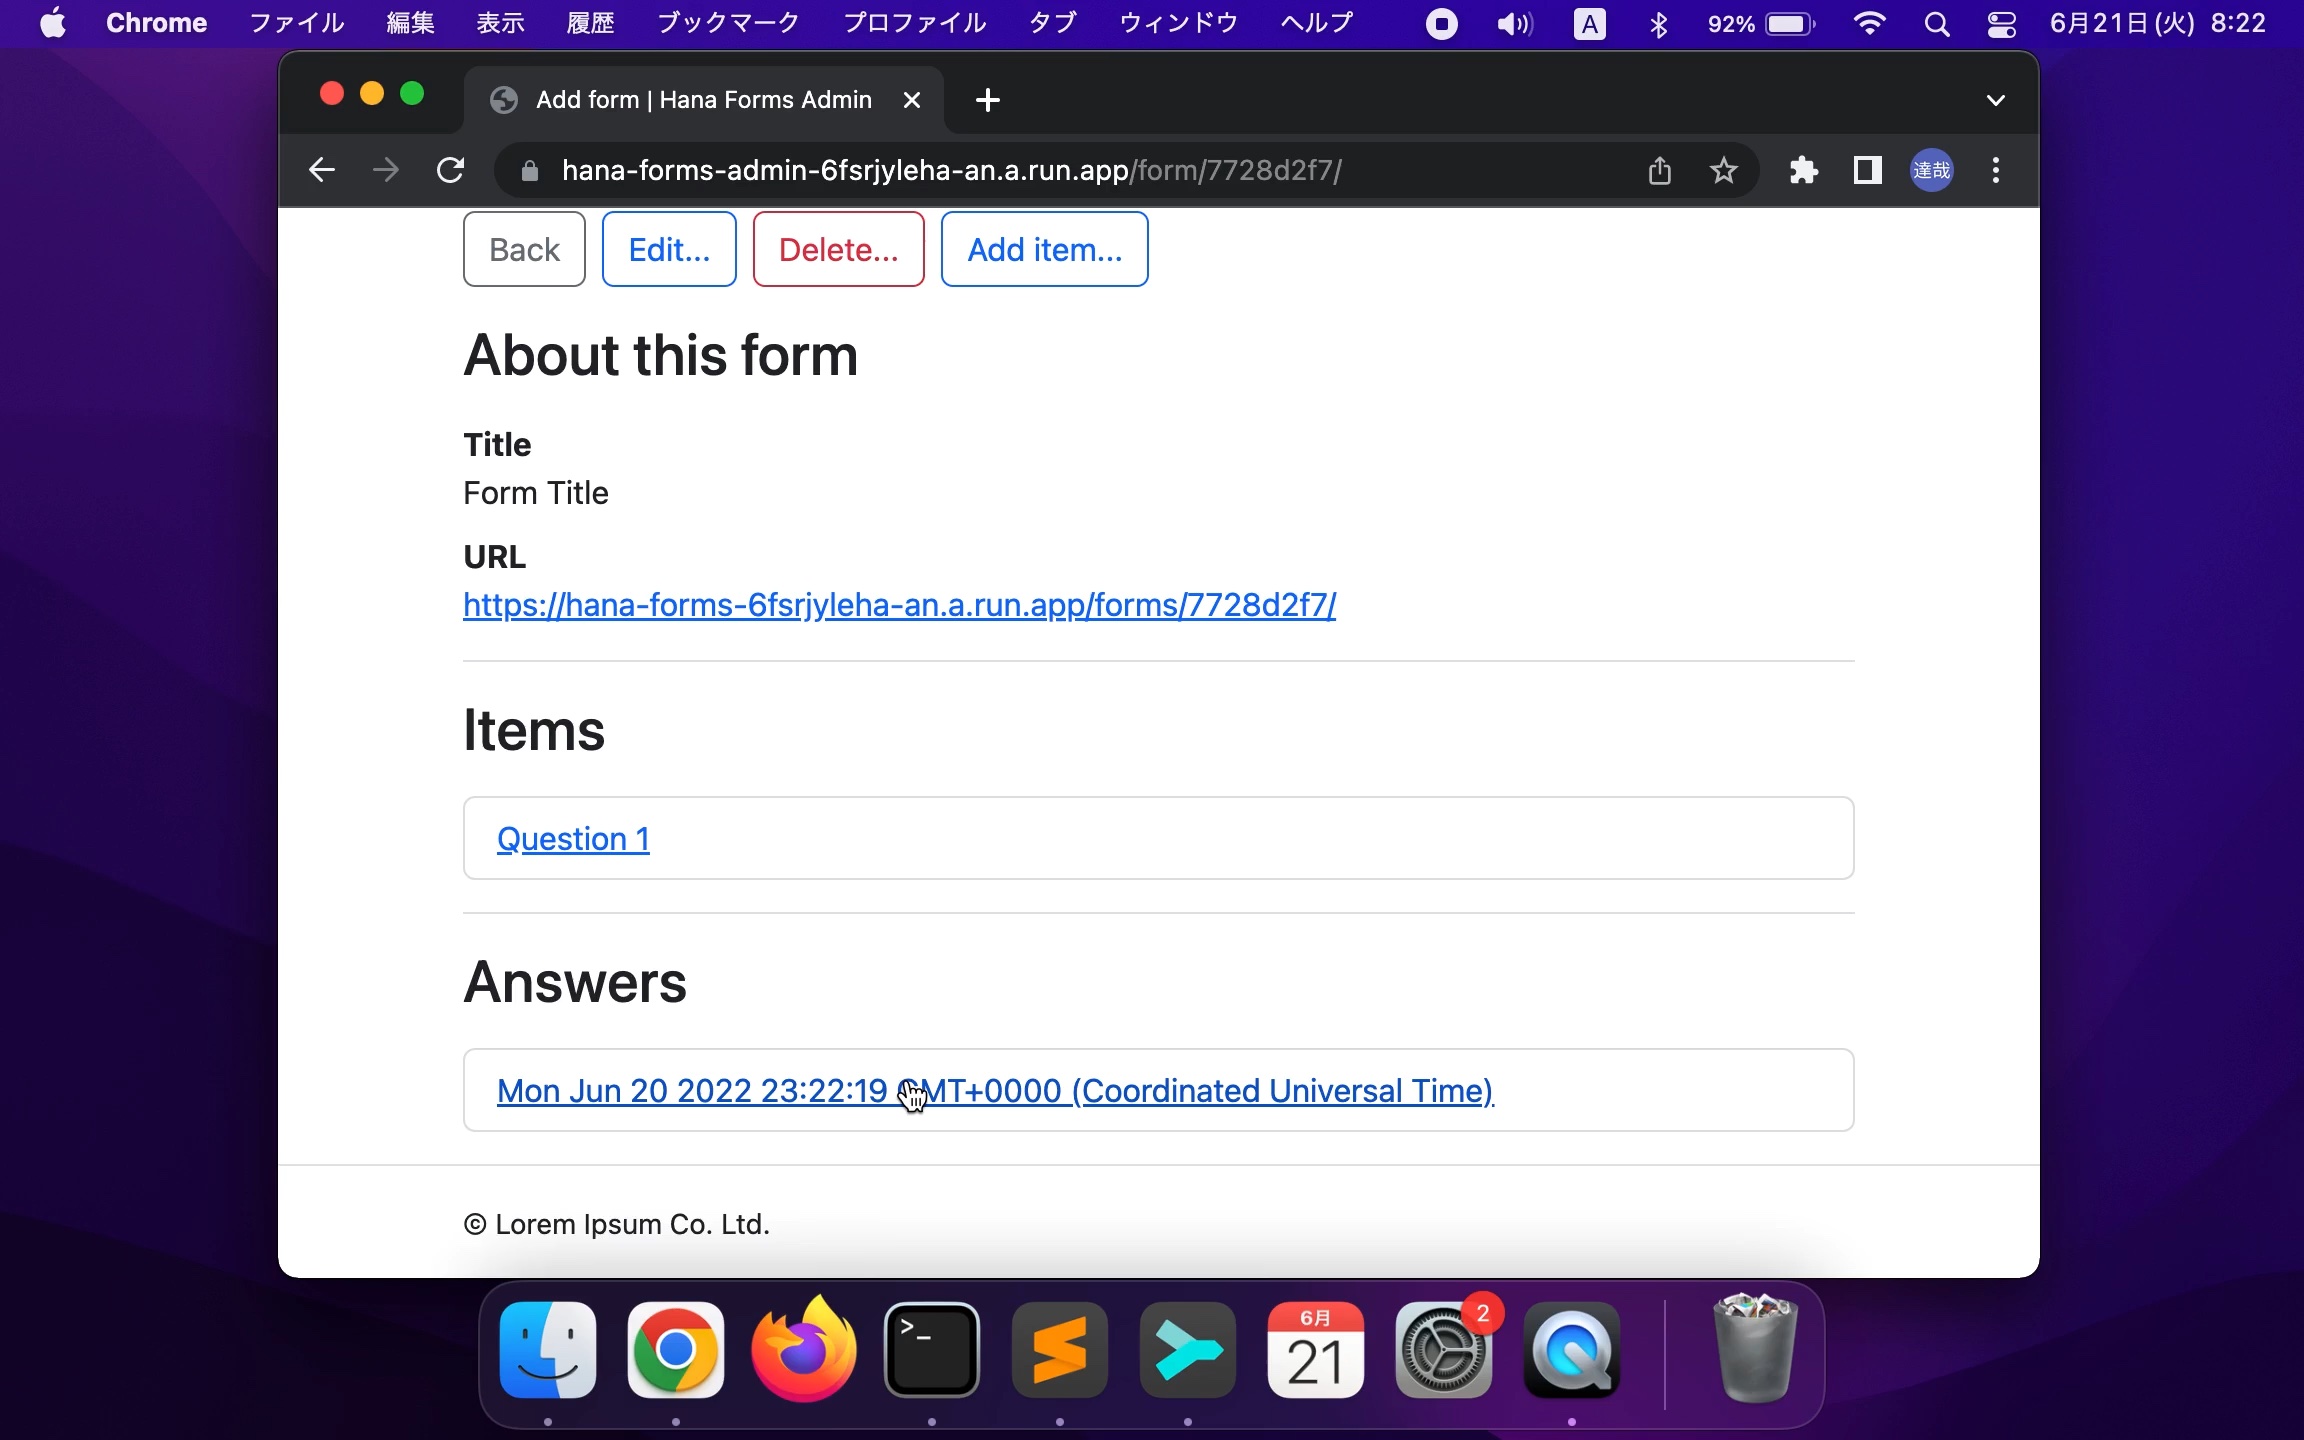 Chrome ファイル 編集 表示 履歴 ブックマーク プロファイル タブ ウィンドウ ヘルプ A 92% 6月21日(火) 8:22
Add form | Hana Forms Admin
hana-forms-admin-6fsrjyleha-an.a.run.app/form/7728d2f7/ 達哉
Back Edit... Delete... Add item...
About this form
Title
Form Title
URL
https://hana-forms-6fsrjyleha-an.a.run.app/forms/7728d2f7/
Items
Question 1
Answers
Mon Jun 20 2022 23:22:19 GMT+0000 (Coordinated Universal Time)
© Lorem Ipsum Co. Ltd.
>_ 6月 2
21